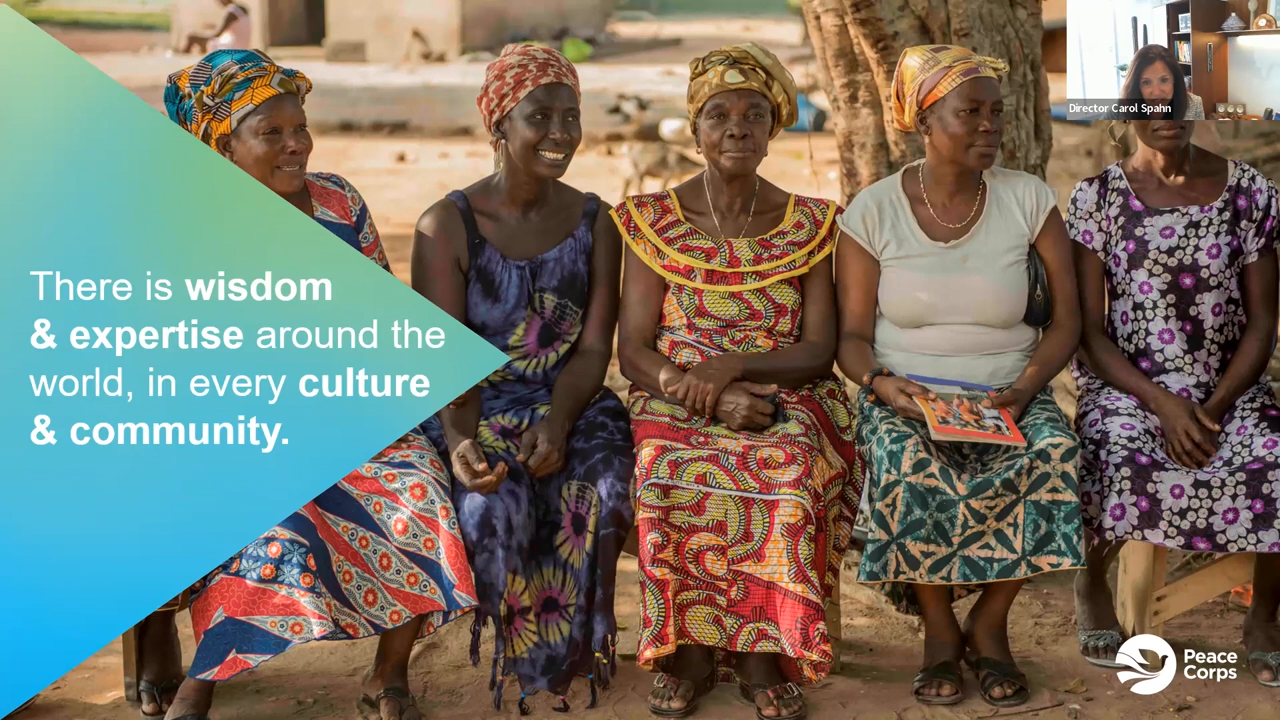 Director Carol Spahn
There is wisdom
& expertise around the
world, in every culture
& community.
Peace
Corps